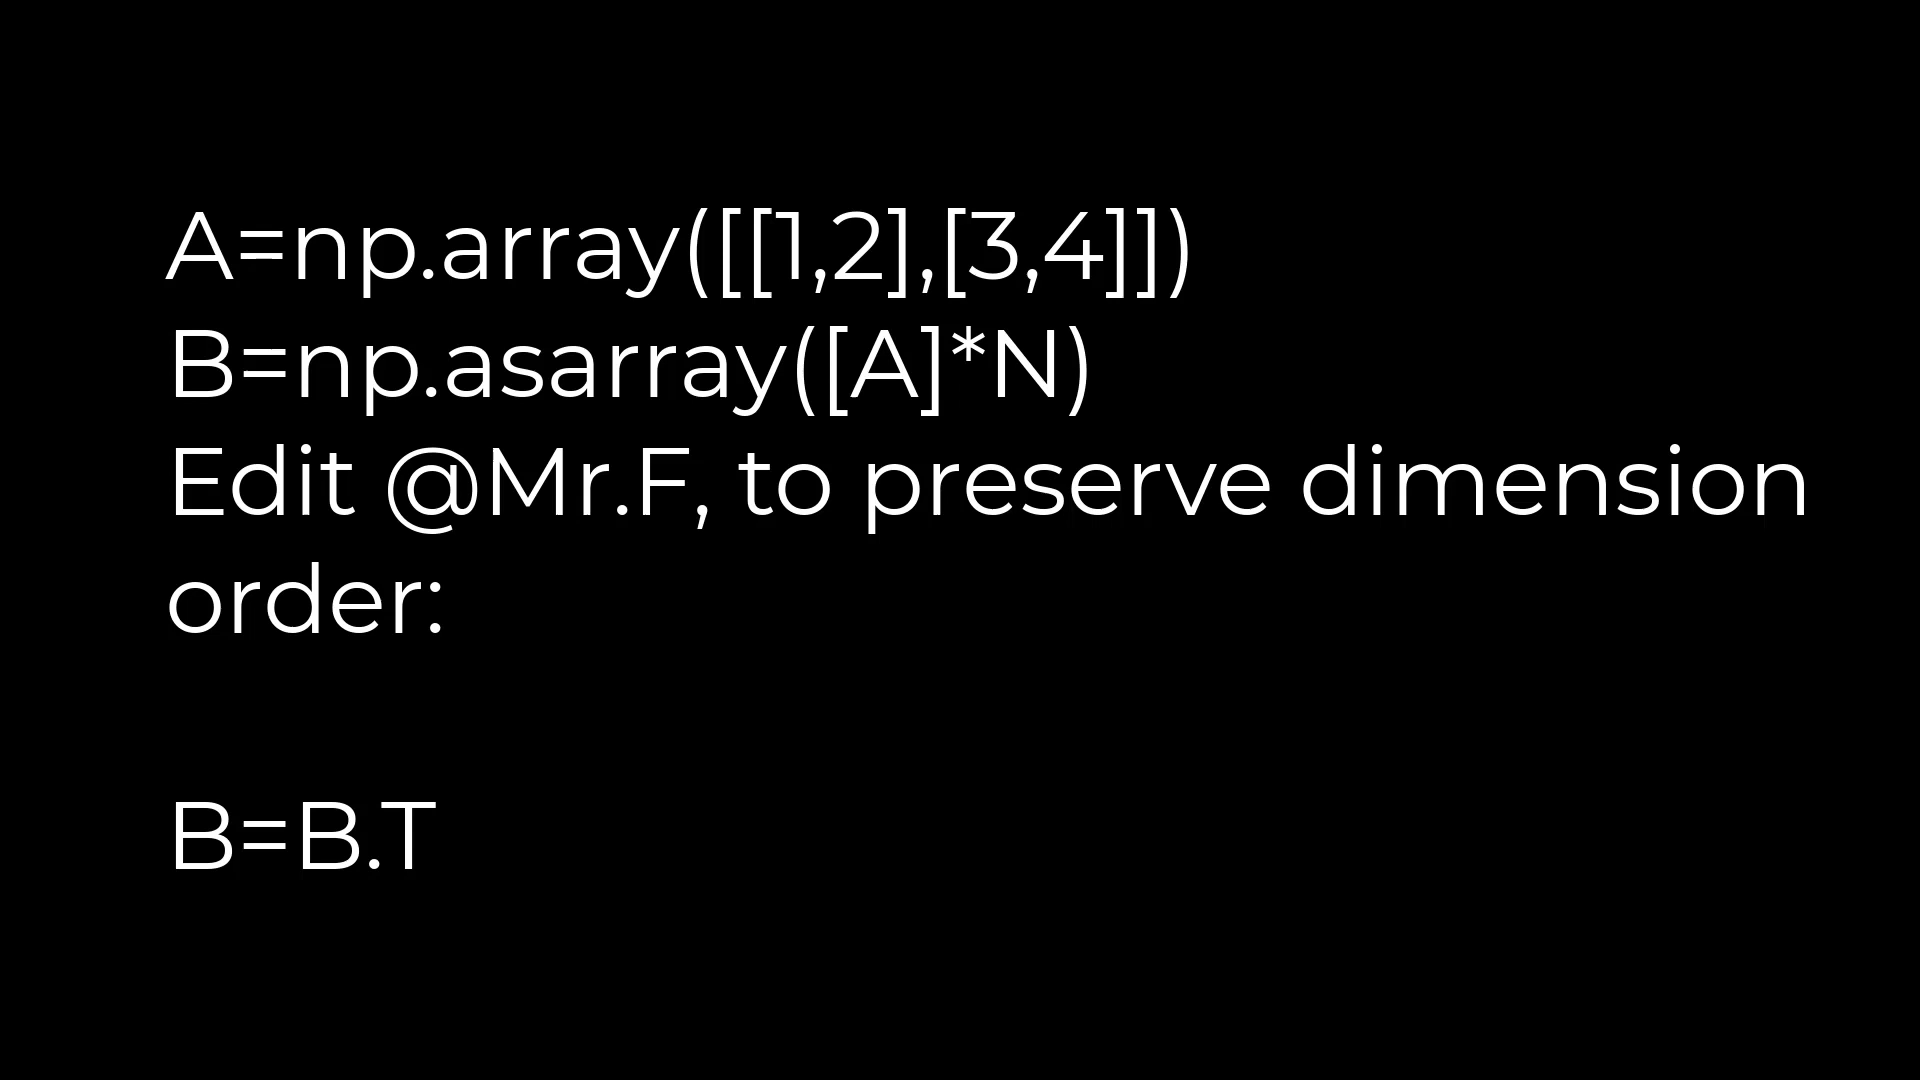 A=np.array([[1,2],[3,4]])
B=np.asarray([A]*N)
Edit @Mr.F, to preserve dimension
order:
B=B.T